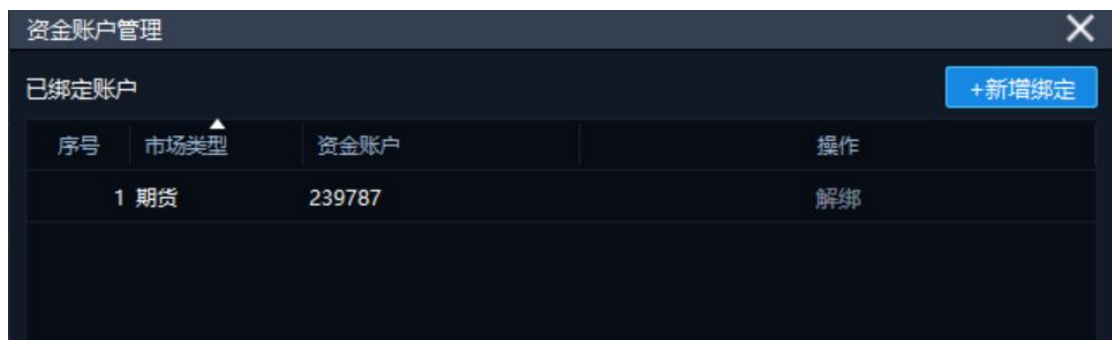 资金账户管理
已绑定账户 +新增绑定
序号 市场类型 资金账户 操作
1 期货 239787 解绑